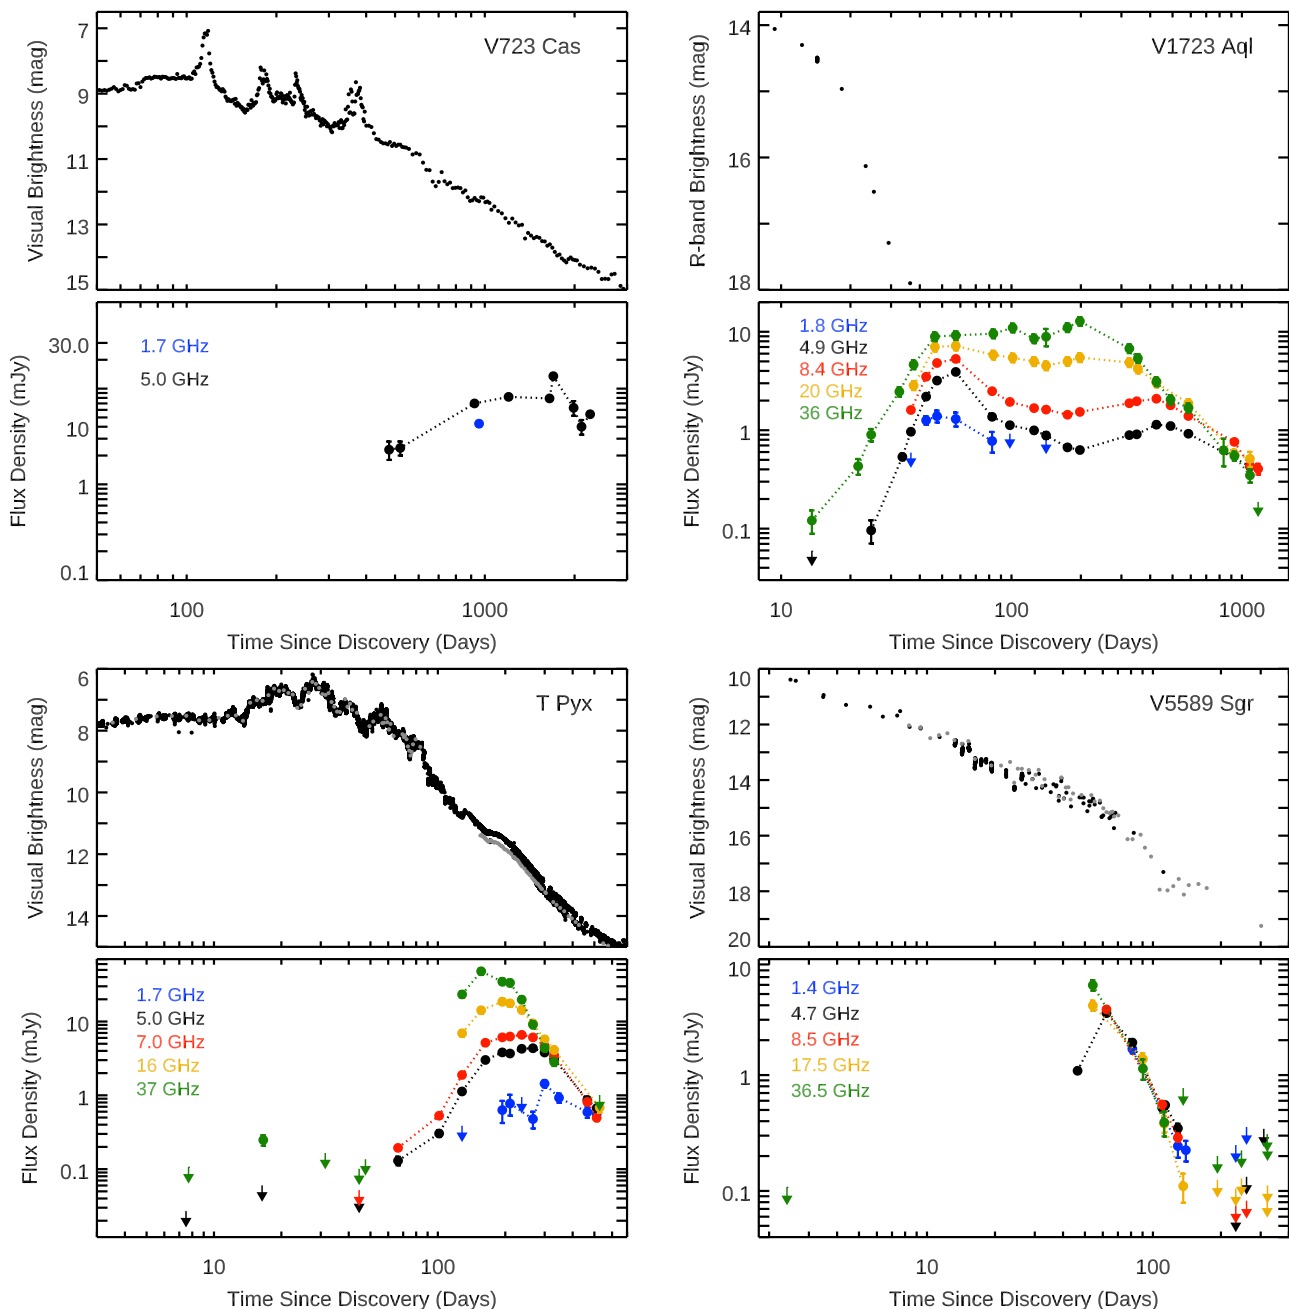 V723 Cas
Visual Brightness (mag)
7
9
11
13
15
1.7 GHz
5.0 GHz
Flux Density (mJy)
30.0
10
1
0.1
100
1000
Time Since Discovery (Days)
V1723 Aql
R-band Brightness (mag)
14
14
16
18
1.8 GHz
4.9 GHz
8.4 GHz
20 GHz
36 GHz
Flux Density (mJy)
10
1
0.1
10
100
1000
Time Since Discovery (Days)
T Pyx
Visual Brightness (mag)
6
8
10
12
14
1.7 GHz
5.0 GHz
7.0 GHz
16 GHz
37 GHz
Flux Density (mJy)
10
1
0.1
10
100
Time Since Discovery (Days)
V5589 Sgr
Visual Brightness (mag)
10
12
14
16
18
20
1.4 GHz
4.7 GHz
8.5 GHz
17.5 GHz
36.5 GHz
Flux Density (mJy)
10
1
0.1
10
100
Time Since Discovery (Days)